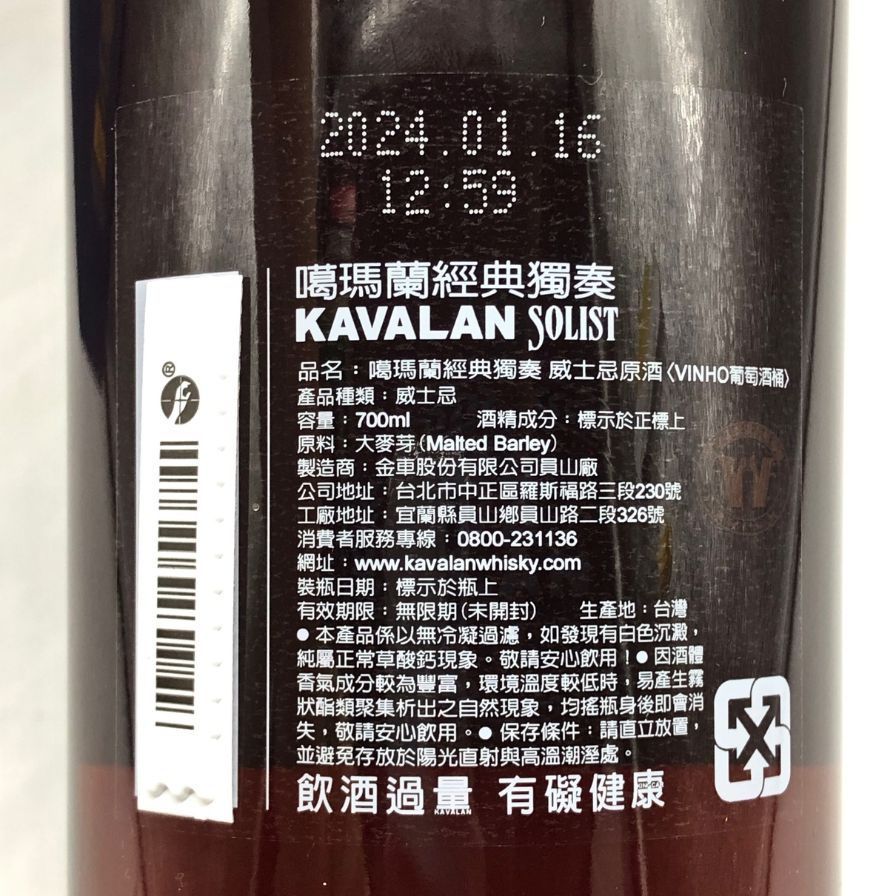 2024.01.16
12:59
噶瑪蘭經典獨奏
KAVALAN SOLIST
品名：噶瑪蘭經典獨奏 威士忌原酒〈VINHO葡萄酒桶〉
產品種類：威士忌
容量：700ml 酒精成分：標示於正標上
原料：大麥芽(Malted Barley)
製造商：金車股份有限公司員山廠
公司地址：台北市中正區羅斯福路三段230號
工廠地址：宜蘭縣員山鄉員山路二段326號
消費者服務專線：0800-231136
網址：www.kavalanwhisky.com
裝瓶日期：標示於瓶上
有效期限：無限期(未開封) 生產地：台灣
● 本產品係以無冷凝過濾，如發現有白色沉澱，
純屬正常草酸鈣現象。敬請安心飲用！● 因酒體
香氣成分較為豐富，環境溫度較低時，易產生霧
狀酯類聚集析出之自然現象，均搖瓶身後即會消
失，敬請安心飲用。● 保存條件：請直立放置，
並避免存放於陽光直射與高溫潮溼處。
飲酒過量 有礙健康
KAVALAN
®